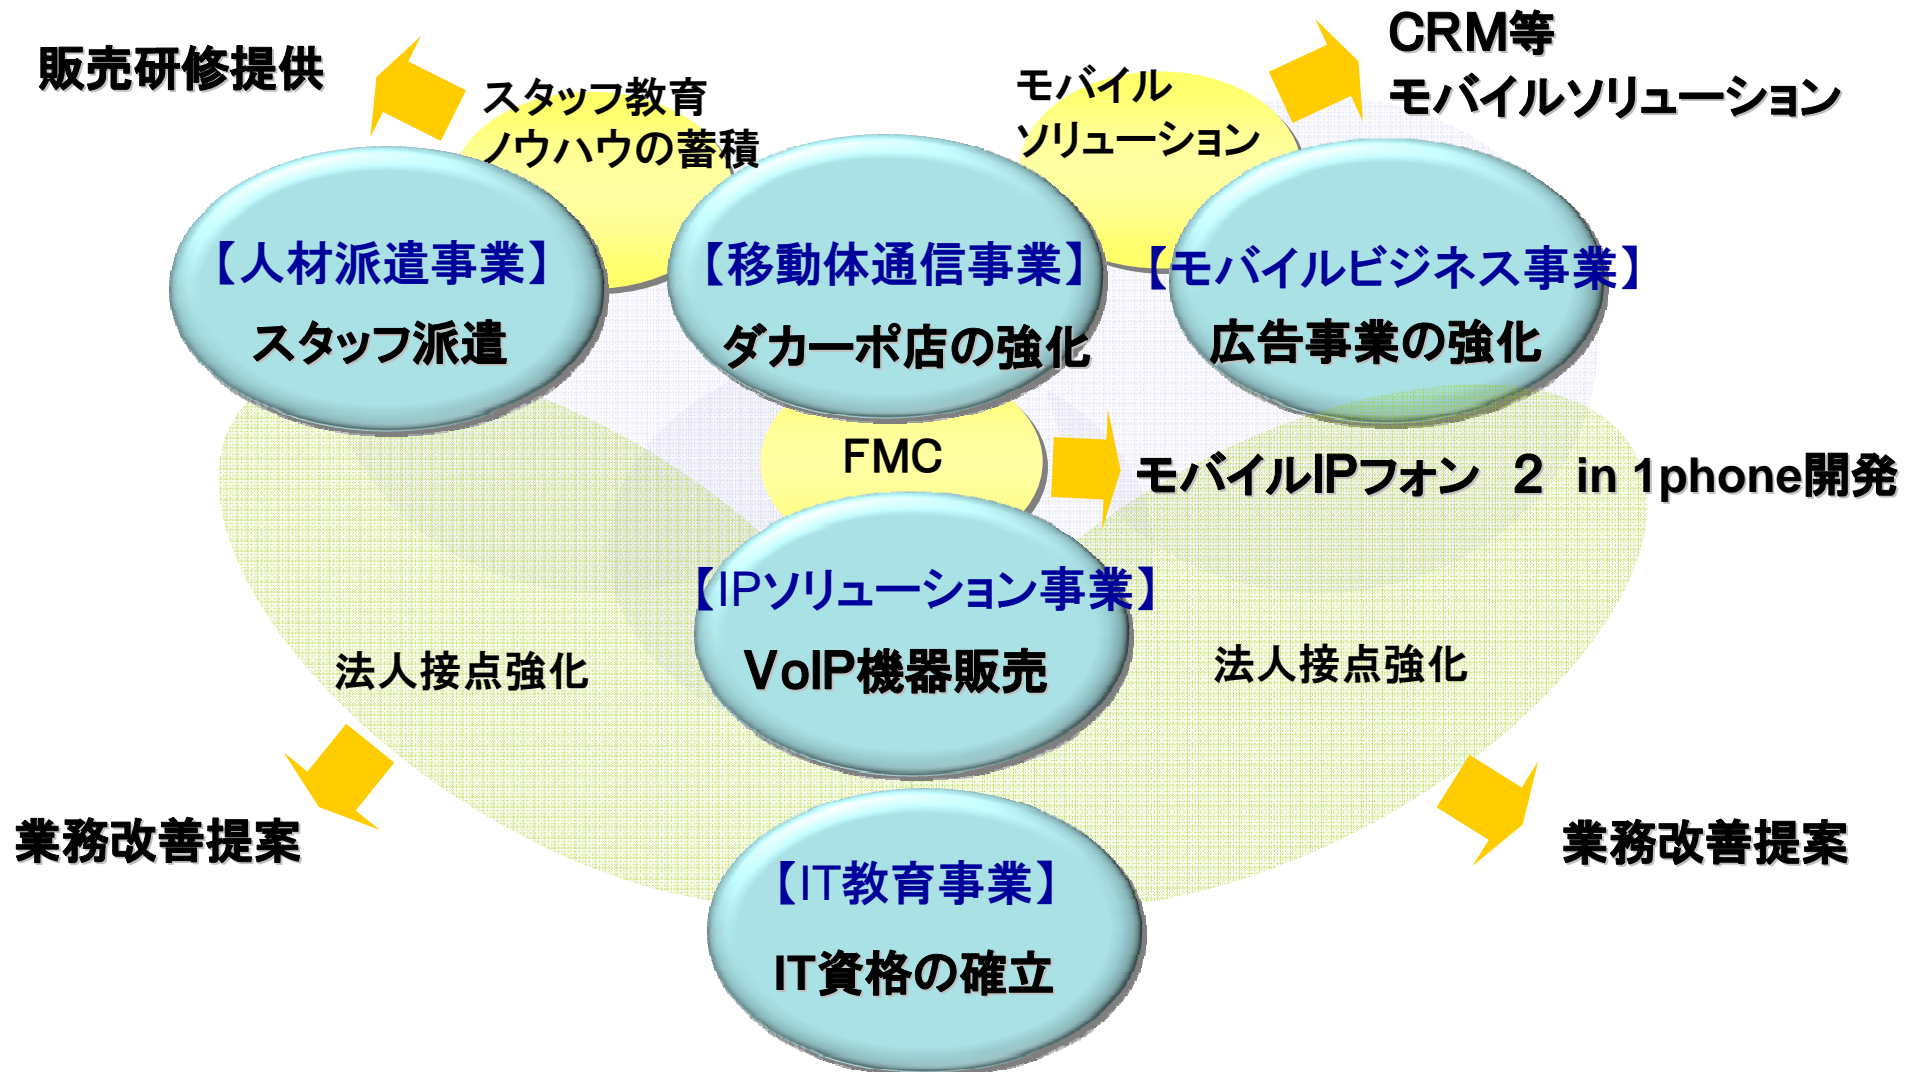 販売研修提供
スタッフ教育
ノウハウの蓄積
モバイル
ソリューション
CRM等
モバイルソリューション
【人材派遣事業】
スタッフ派遣
【移動体通信事業】
ダカーポ店の強化
【モバイルビジネス事業】
広告事業の強化
FMC
モバイルIPフォン　２　in 1phone開発
【IPソリューション事業】
VoIP機器販売
法人接点強化
法人接点強化
業務改善提案
業務改善提案
【IT教育事業】
IT資格の確立